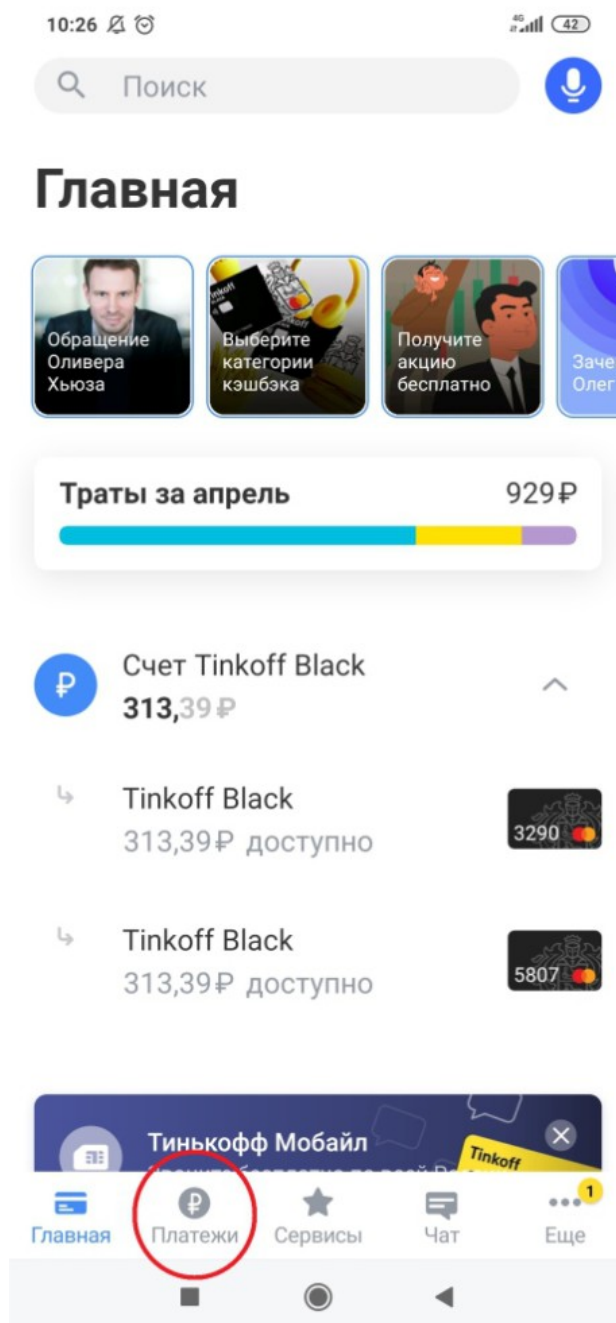 10:26
4G
42
Поиск
Главная
Обращение
Оливера
Хьюза
Выберите
категории
кэшбэка
Получите
акцию
бесплатно
Заче
Олег
Траты за апрель 929 ₽
Счет Tinkoff Black
313,39 ₽
Tinkoff Black
313,39 ₽ доступно
3290
Tinkoff Black
313,39 ₽ доступно
5807
Тинькофф Мобайл
Tinkoff
1
Главная Платежи Сервисы Чат Еще